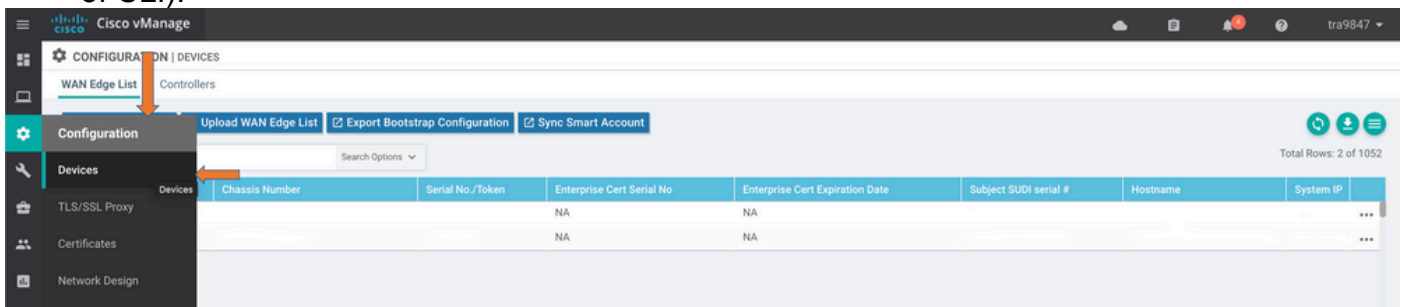 or CLI).
cisco Cisco vManage tra9847
CONFIGURATION | DEVICES
WAN Edge List Controllers
Upload WAN Edge List Export Bootstrap Configuration Sync Smart Account
Configuration
Search Options Total Rows: 2 of 1052
Devices
Devices Chassis Number Serial No./Token Enterprise Cert Serial No Enterprise Cert Expiration Date Subject SUDI serial # Hostname System IP
TLS/SSL Proxy
NA NA
Certificates
NA NA
Network Design